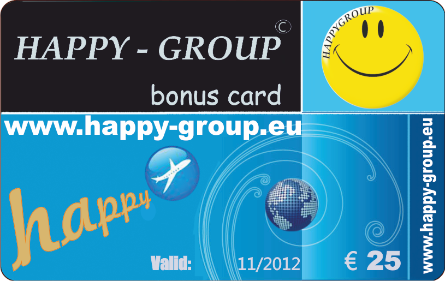 HAPPY - GROUP ©
bonus card
HAPPYGROUP
www.happy-group.eu
happy
Valid: 11/2012
€ 25
www.happy-group.eu